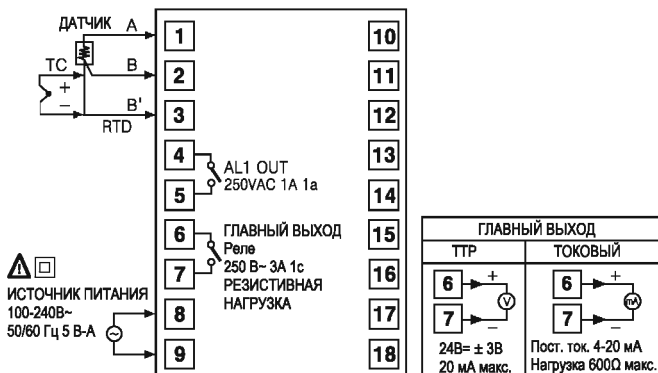 ДАТЧИК A
1
10
TC
B
2
11
+
−
B'
RTD
3
12
4
AL1 OUT
250VAC 1A 1a
13
5
14
6
ГЛАВНЫЙ ВЫХОД
Реле
250 В~ 3А 1с
РЕЗИСТИВНАЯ
НАГРУЗКА
15
7
16
ИСТОЧНИК ПИТАНИЯ
100-240В~
50/60 Гц 5 В-А
8
17
9
18
ГЛАВНЫЙ ВЫХОД
ТТР
ТОКОВЫЙ
6
+
V
7
−
24В= ± 3В
20 мА макс.
6
+
mA
7
−
Пост. ток. 4-20 мА
Нагрузка 600Ω макс.